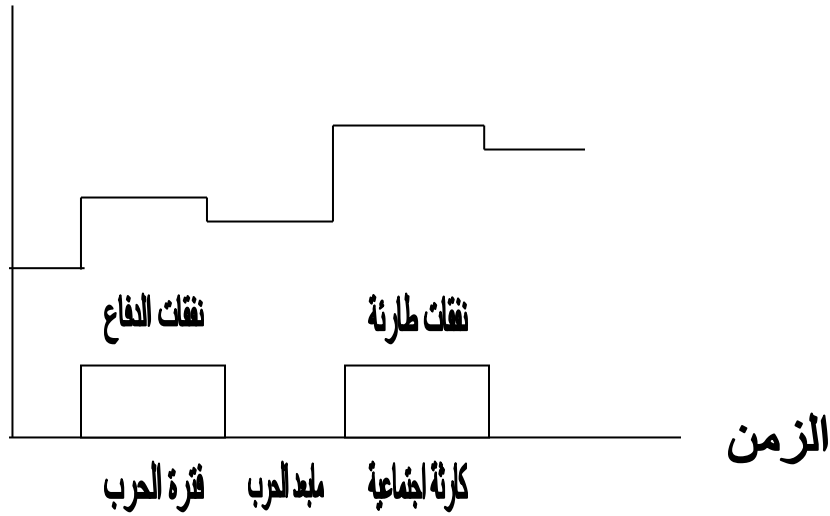 نفقات الدفاع
نفقات طارئة
الزمن
فترة الحرب
مابعد الحرب
كارثة اجتماعية